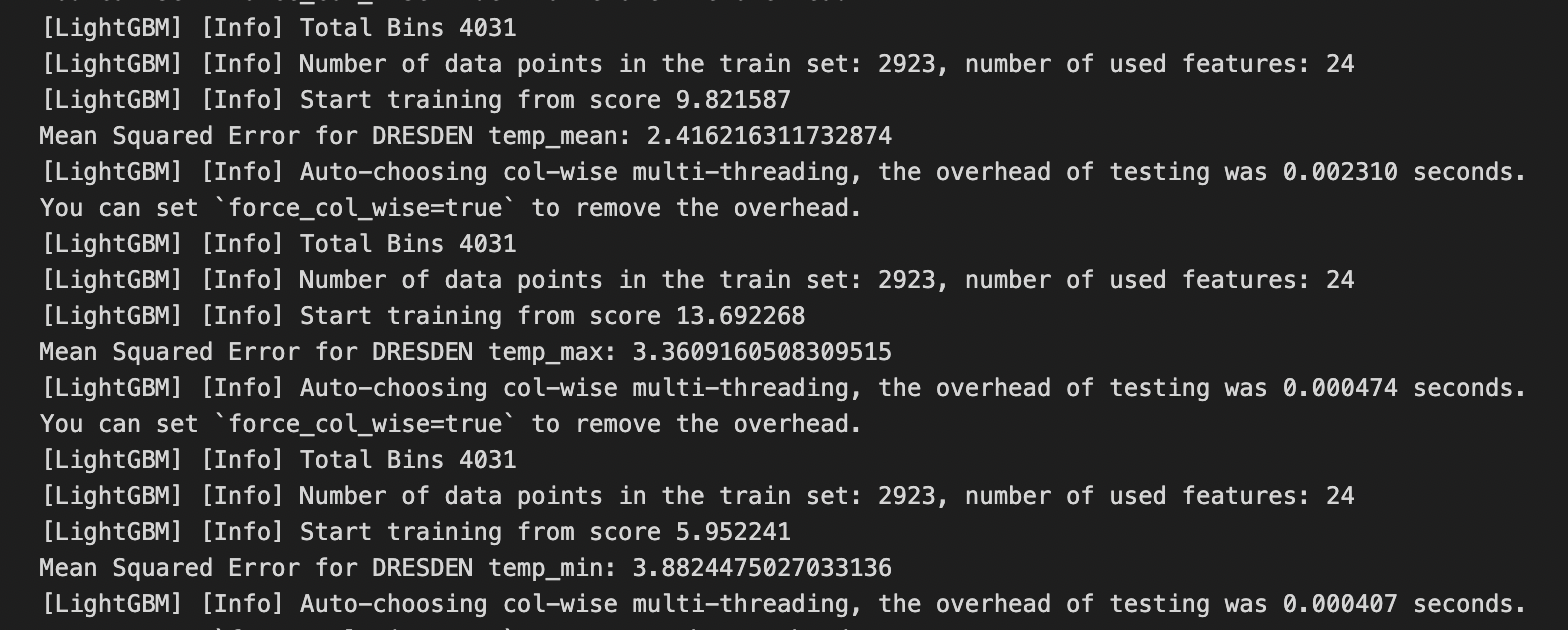 [LightGBM] [Info] Total Bins 4031
[LightGBM] [Info] Number of data points in the train set: 2923, number of used features: 24
[LightGBM] [Info] Start training from score 9.821587
Mean Squared Error for DRESDEN temp_mean: 2.416216311732874
[LightGBM] [Info] Auto-choosing col-wise multi-threading, the overhead of testing was 0.002310 seconds.
You can set `force_col_wise=true` to remove the overhead.
[LightGBM] [Info] Total Bins 4031
[LightGBM] [Info] Number of data points in the train set: 2923, number of used features: 24
[LightGBM] [Info] Start training from score 13.692268
Mean Squared Error for DRESDEN temp_max: 3.3609160508309515
[LightGBM] [Info] Auto-choosing col-wise multi-threading, the overhead of testing was 0.000474 seconds.
You can set `force_col_wise=true` to remove the overhead.
[LightGBM] [Info] Total Bins 4031
[LightGBM] [Info] Number of data points in the train set: 2923, number of used features: 24
[LightGBM] [Info] Start training from score 5.952241
Mean Squared Error for DRESDEN temp_min: 3.8824475027033136
[LightGBM] [Info] Auto-choosing col-wise multi-threading, the overhead of testing was 0.000407 seconds.